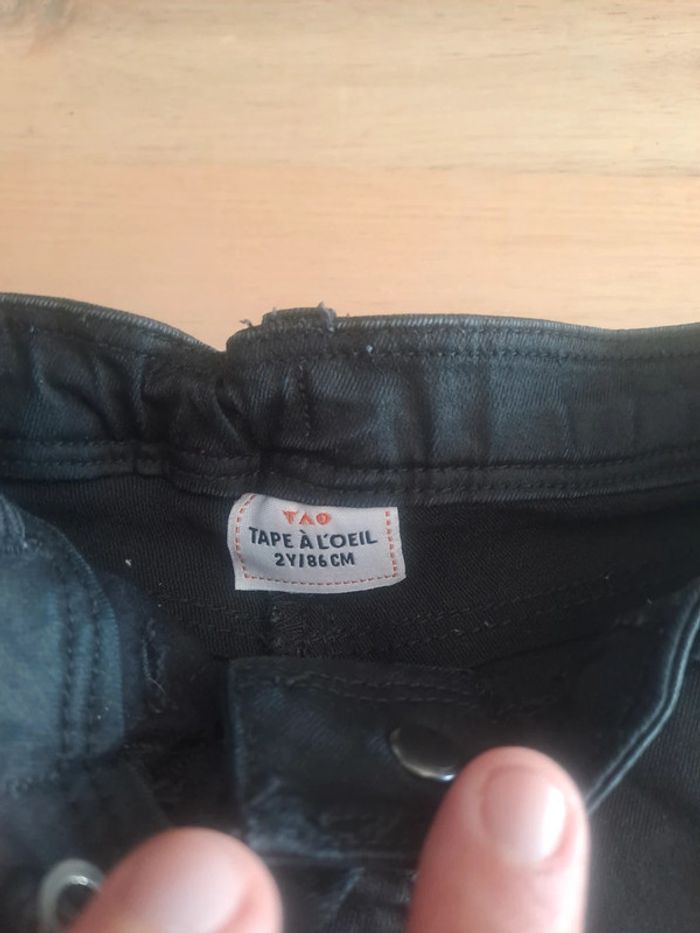 TAO
TAPE À L'OEIL
2Y/86CM